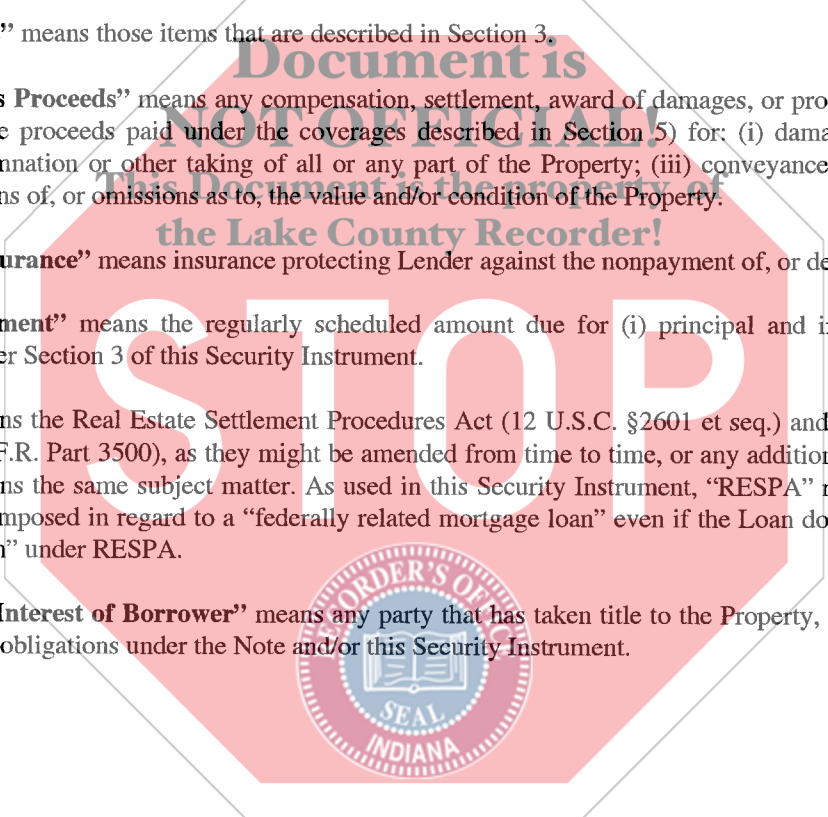 ” means those items that are described in Section 3.
Document is
s Proceeds” means any compensation, settlement, award of damages, or pro
NOT OFFICIAL!
e proceeds paid under the coverages described in Section 5) for: (i) dama
nnation or other taking of all or any part of the Property; (iii) conveyance
This Document is the property of
ns of, or omissions as to, the value and/or condition of the Property.
the Lake County Recorder!
urance” means insurance protecting Lender against the nonpayment of, or de
ment” means the regularly scheduled amount due for (i) principal and i
er Section 3 of this Security Instrument.
STOP
ns the Real Estate Settlement Procedures Act (12 U.S.C. §2601 et seq.) and
F.R. Part 3500), as they might be amended from time to time, or any addition
ns the same subject matter. As used in this Security Instrument, “RESPA”
mposed in regard to a “federally related mortgage loan” even if the Loan do
” under RESPA.
RECORDER'S OFFICE
Interest of Borrower” means any party that has taken title to the Property,
obligations under the Note and/or this Security Instrument.
SEAL
INDIANA